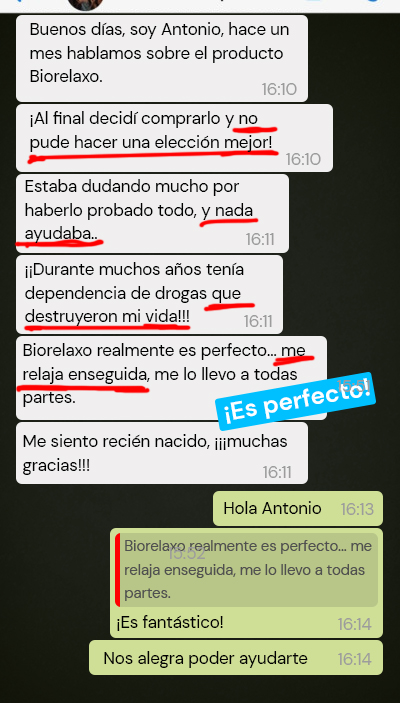 Buenos días, soy Antonio, hace un
mes hablamos sobre el producto
Biorelaxo.
16:10
¡Al final decidí comprarlo y no
pude hacer una elección mejor!
16:10
Estaba dudando mucho por
haberlo probado todo, y nada
ayudaba..
16:11
¡¡Durante muchos años tenía
dependencia de drogas que
destruyeron mi vida!!!
16:11
Biorelaxo realmente es perfecto... me
relaja enseguida, me lo llevo a todas
partes.
¡Es perfecto!
Me siento recién nacido, ¡¡¡muchas
gracias!!!
16:11
Hola Antonio 16:13
Biorelaxo realmente es perfecto... me
15:52
relaja enseguida, me lo llevo a todas
partes.
¡Es fantástico! 16:14
Nos alegra poder ayudarte 16:14